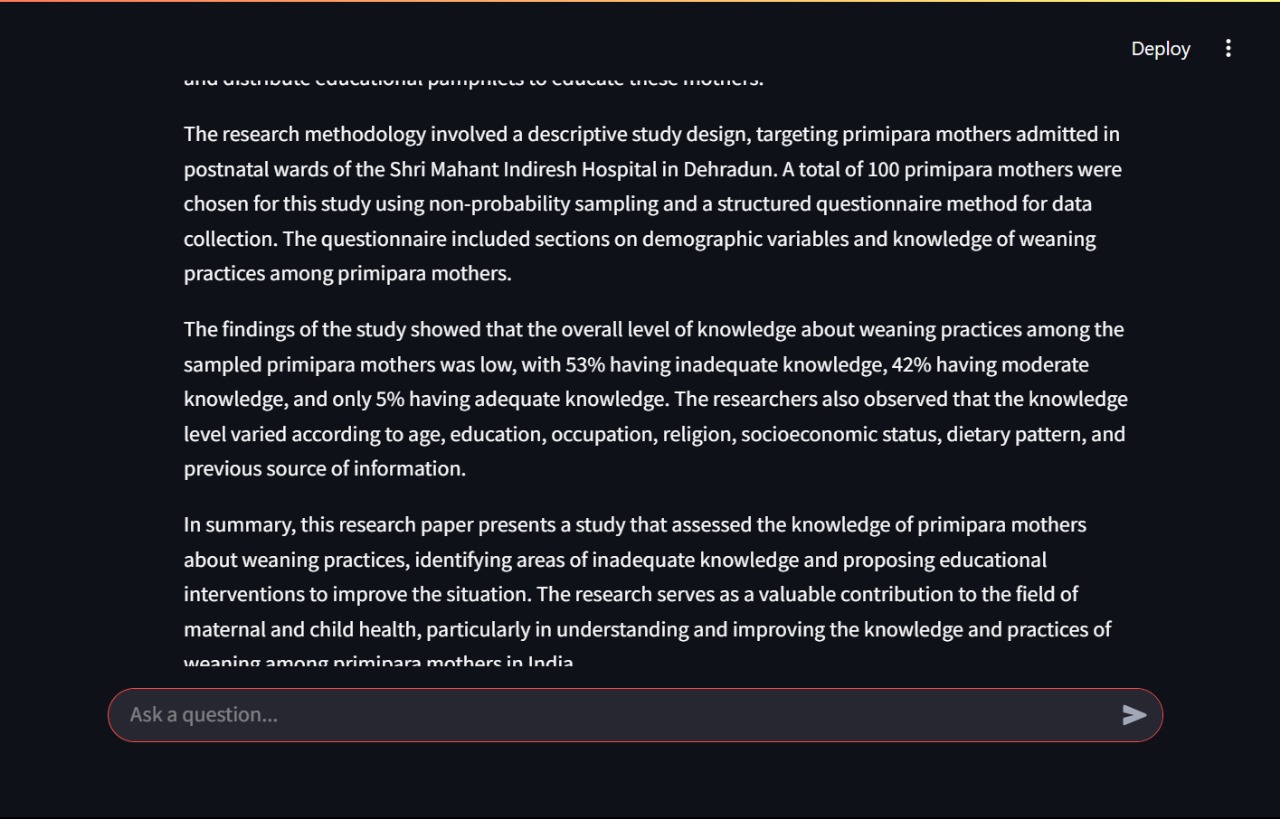 Deploy
and distribute educational pamphlets to educate these mothers.
The research methodology involved a descriptive study design, targeting primipara mothers admitted in
postnatal wards of the Shri Mahant Indiresh Hospital in Dehradun. A total of 100 primipara mothers were
chosen for this study using non-probability sampling and a structured questionnaire method for data
collection. The questionnaire included sections on demographic variables and knowledge of weaning
practices among primipara mothers.
The findings of the study showed that the overall level of knowledge about weaning practices among the
sampled primipara mothers was low, with 53% having inadequate knowledge, 42% having moderate
knowledge, and only 5% having adequate knowledge. The researchers also observed that the knowledge
level varied according to age, education, occupation, religion, socioeconomic status, dietary pattern, and
previous source of information.
In summary, this research paper presents a study that assessed the knowledge of primipara mothers
about weaning practices, identifying areas of inadequate knowledge and proposing educational
interventions to improve the situation. The research serves as a valuable contribution to the field of
maternal and child health, particularly in understanding and improving the knowledge and practices of
weaning among primipara mothers in India
Ask a question...